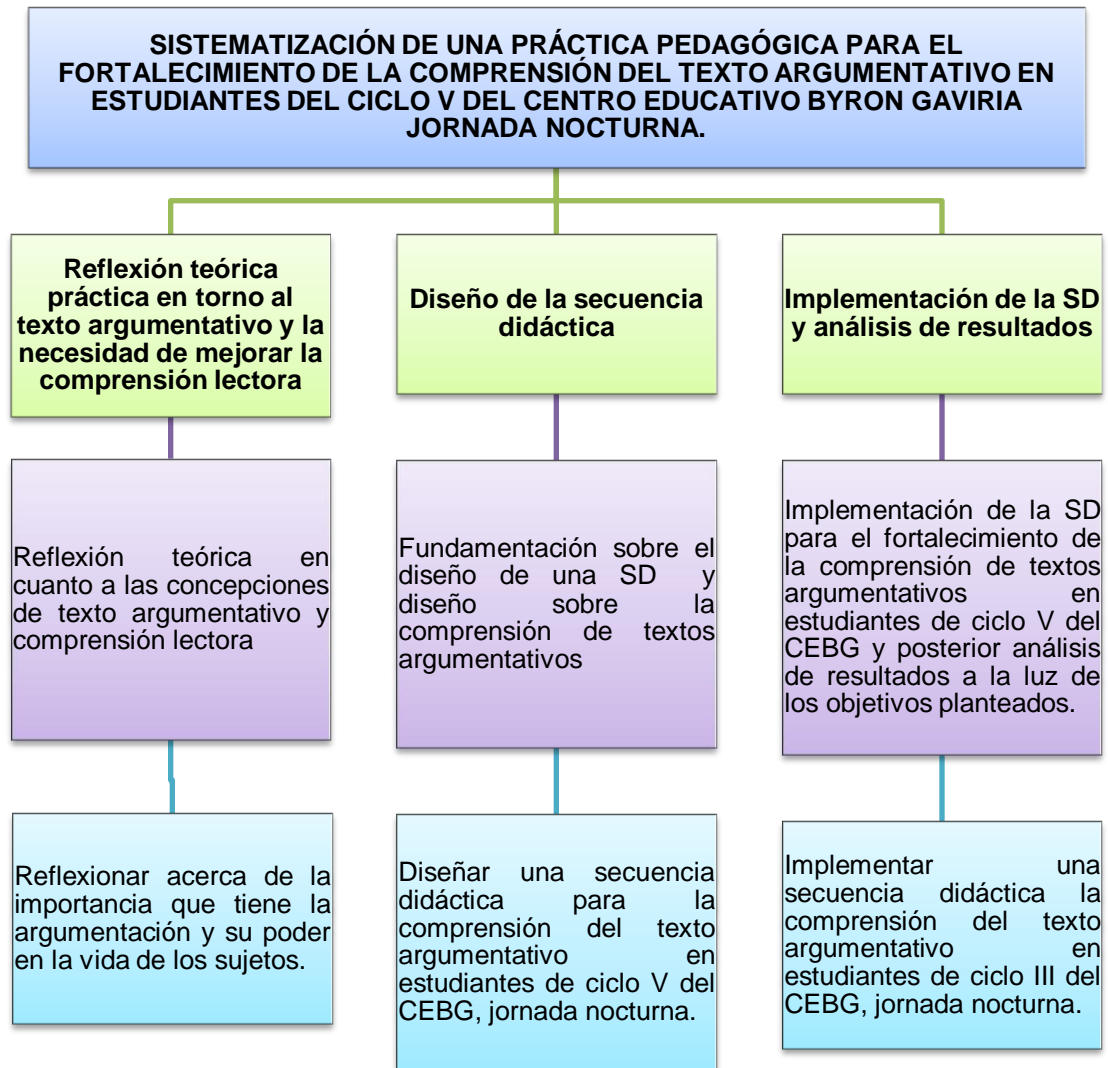 SISTEMATIZACIÓN DE UNA PRÁCTICA PEDAGÓGICA PARA EL
FORTALECIMIENTO DE LA COMPRENSIÓN DEL TEXTO ARGUMENTATIVO EN
ESTUDIANTES DEL CICLO V DEL CENTRO EDUCATIVO BYRON GAVIRIA
JORNADA NOCTURNA.
Reflexión teórica
práctica en torno al
texto argumentativo y la
necesidad de mejorar la
comprensión lectora
Diseño de la secuencia
didáctica
Implementación de la SD
y análisis de resultados
Reflexión teórica en
cuanto a las concepciones
de texto argumentativo y
comprensión lectora
Fundamentación sobre el
diseño de una SD y
diseño sobre la
comprensión de textos
argumentativos
Implementación de la SD
para el fortalecimiento de
la comprensión de textos
argumentativos en
estudiantes de ciclo V del
CEBG y posterior análisis
de resultados a la luz de
los objetivos planteados.
Reflexionar acerca de la
importancia que tiene la
argumentación y su poder
en la vida de los sujetos.
Diseñar una secuencia
didáctica para la
comprensión del texto
argumentativo en
estudiantes de ciclo V del
CEBG, jornada nocturna.
Implementar una
secuencia didáctica la
comprensión del texto
argumentativo en
estudiantes de ciclo III del
CEBG, jornada nocturna.